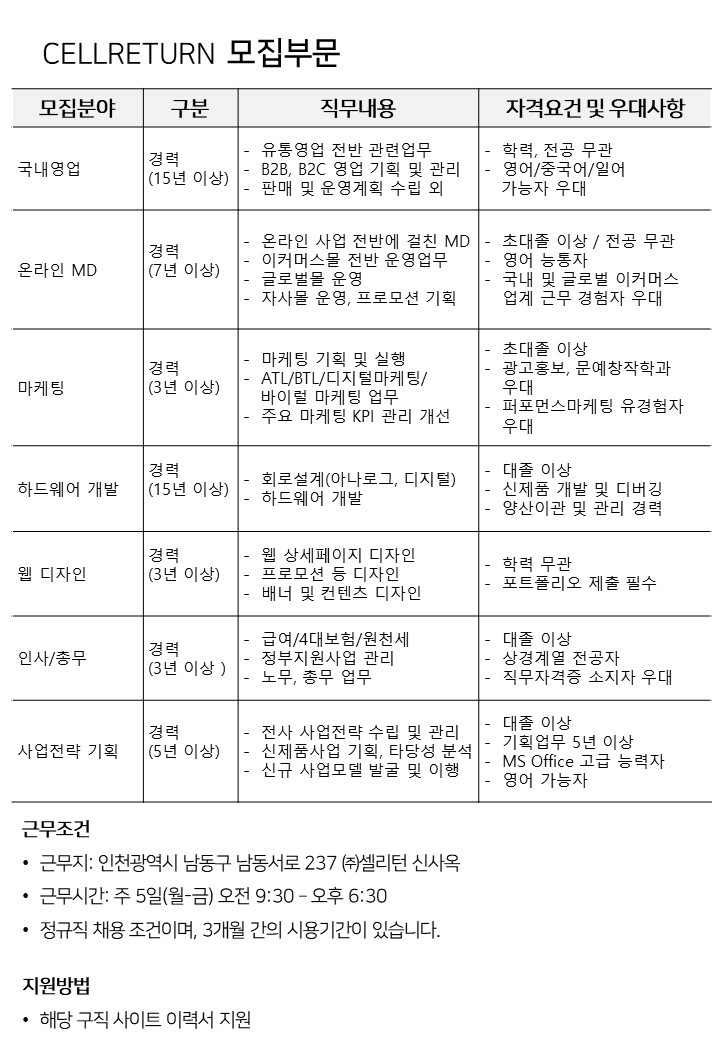 CELLRETURN 모집부문
모집분야 구분 직무내용 자격요건 및 우대사항
국내영업
경력
(15년 이상)
- 유통영업 전반 관련업무
- B2B, B2C 영업 기획 및 관리
- 판매 및 운영계획 수립 외
- 학력, 전공 무관
- 영어/중국어/일어
가능자 우대
온라인 MD
경력
(7년 이상)
- 온라인 사업 전반에 걸친 MD
- 이커머스몰 전반 운영업무
- 글로벌몰 운영
- 자사몰 운영, 프로모션 기획
- 초대졸 이상 / 전공 무관
- 영어 능통자
- 국내 및 글로벌 이커머스
업계 근무 경험자 우대
마케팅
경력
(3년 이상)
- 마케팅 기획 및 실행
- ATL/BTL/디지털마케팅/
바이럴 마케팅 업무
- 주요 마케팅 KPI 관리 개선
- 초대졸 이상
- 광고홍보, 문예창작학과
우대
- 퍼포먼스마케팅 유경험자
우대
하드웨어 개발
경력
(15년 이상)
- 회로설계(아나로그, 디지털)
- 하드웨어 개발
- 대졸 이상
- 신제품 개발 및 디버깅
- 양산이관 및 관리 경력
웹 디자인
경력
(3년 이상)
- 웹 상세페이지 디자인
- 프로모션 등 디자인
- 배너 및 컨텐츠 디자인
- 학력 무관
- 포트폴리오 제출 필수
인사/총무
경력
(3년 이상 )
- 급여/4대보험/원천세
- 정부지원사업 관리
- 노무, 총무 업무
- 대졸 이상
- 상경계열 전공자
- 직무자격증 소지자 우대
사업전략 기획
경력
(5년 이상)
- 전사 사업전략 수립 및 관리
- 신제품사업 기획, 타당성 분석
- 신규 사업모델 발굴 및 이행
- 대졸 이상
- 기획업무 5년 이상
- MS Office 고급 능력자
- 영어 가능자
근무조건
• 근무지: 인천광역시 남동구 남동서로 237 ㈜셀리턴 신사옥
• 근무시간: 주 5일(월-금) 오전 9:30 – 오후 6:30
• 정규직 채용 조건이며, 3개월 간의 시용기간이 있습니다.
지원방법
• 해당 구직 사이트 이력서 지원